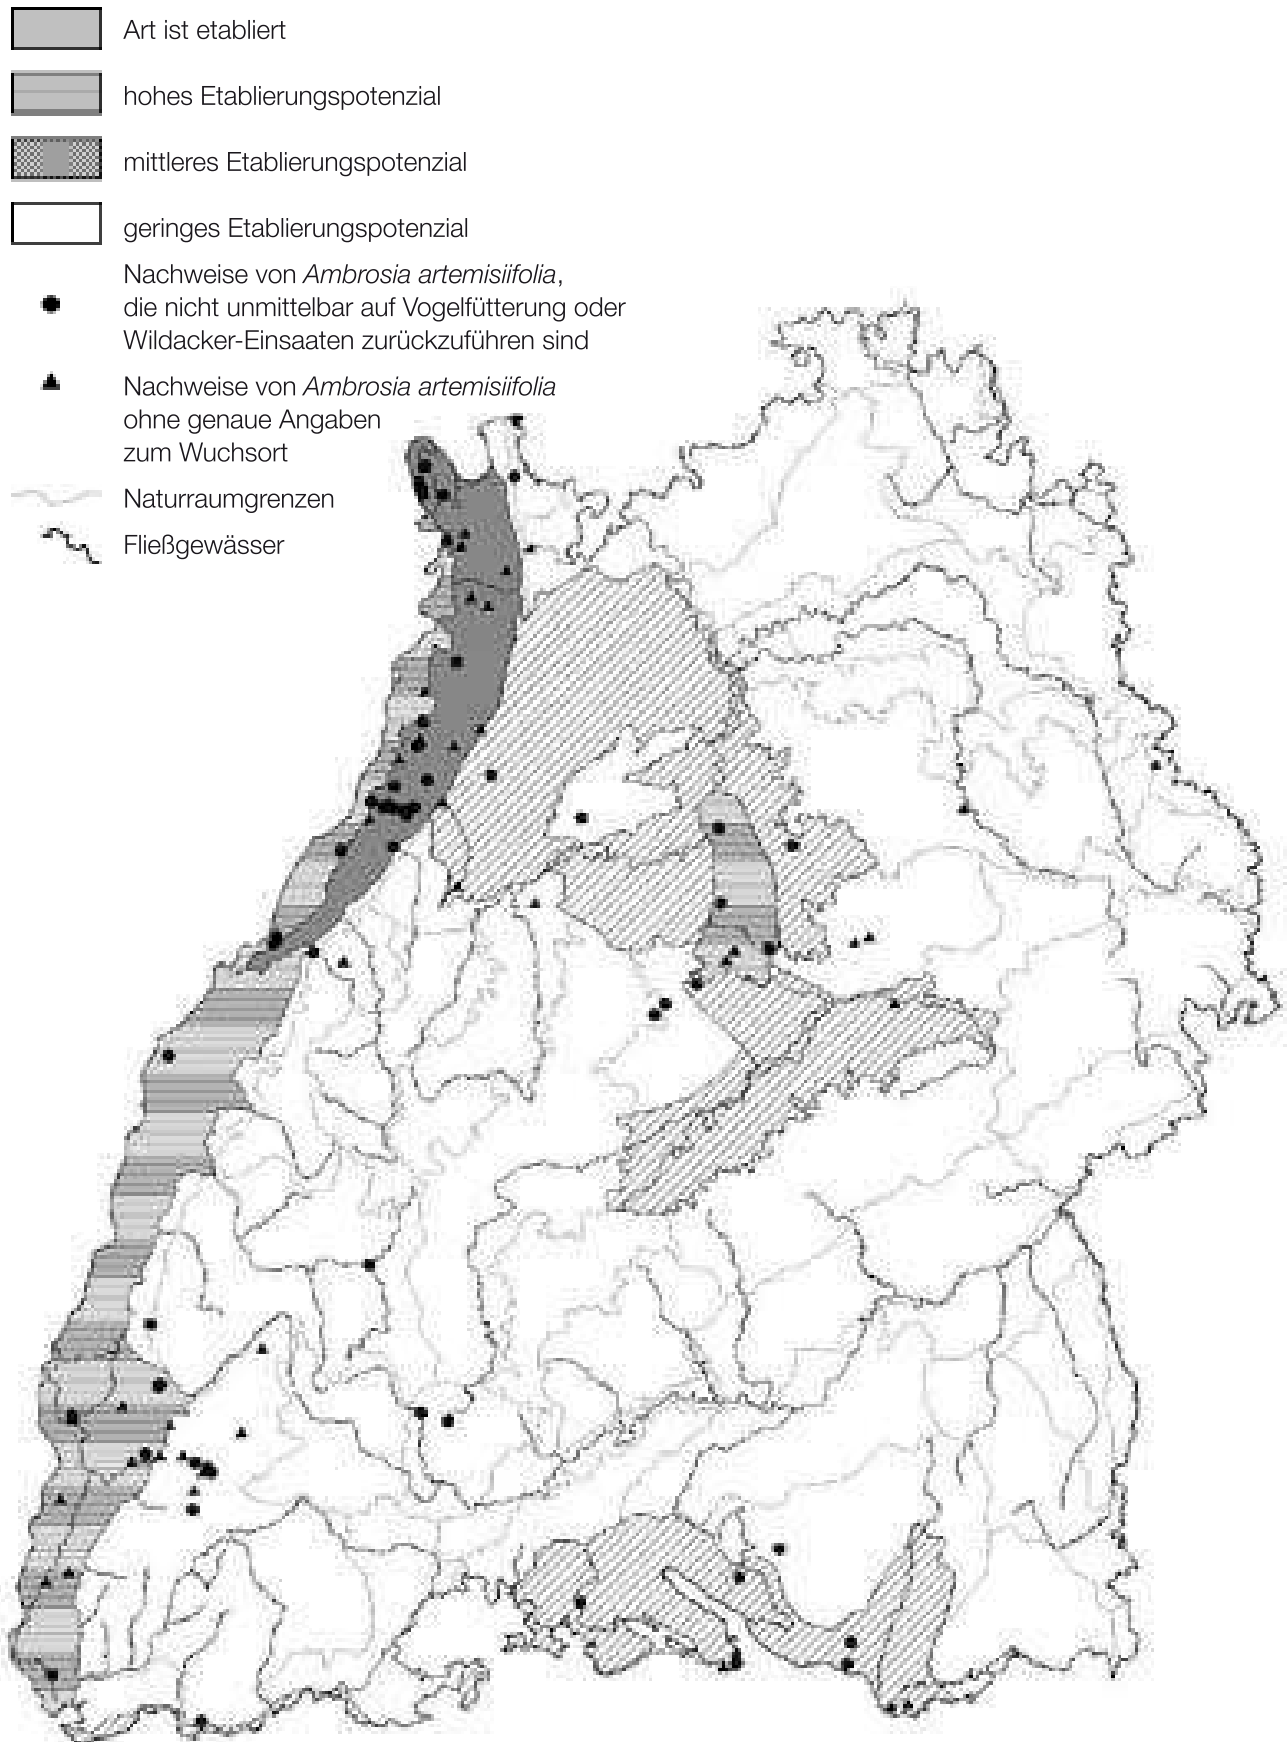 Art ist etabliert
hohes Etablierungspotenzial
mittleres Etablierungspotenzial
geringes Etablierungspotenzial
Nachweise von Ambrosia artemisiifolia,
die nicht unmittelbar auf Vogelfütterung oder
Wildacker-Einsaaten zurückzuführen sind
Nachweise von Ambrosia artemisiifolia
ohne genaue Angaben
zum Wuchsort
Naturraumgrenzen
Fließgewässer